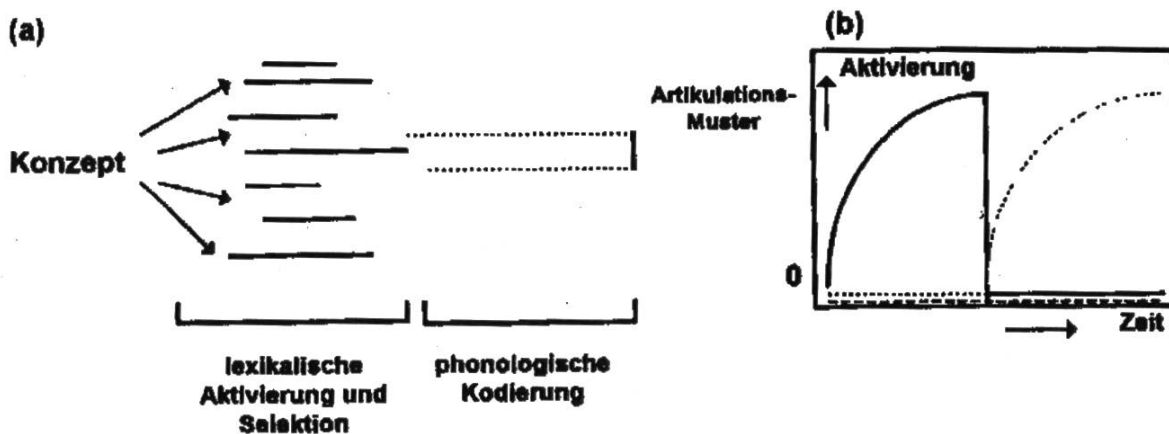 (a)
Konzept
lexikalische
Aktivierung und
Selektion
phonologische
Kodierung
(b)
Artikulations-
Muster
Aktivierung
0
Zeit